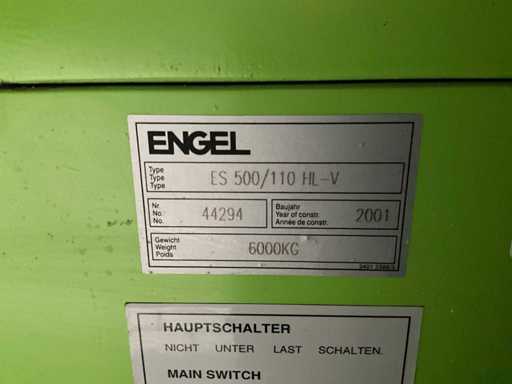 ENGEL
Type
Type
Type
ES 500/110 HL-V
Nr.
No.
No.
44294
Baujahr
Year of constr.
Année de constr.
2001
Gewicht
Weight
Poids
6000KG
HAUPTSCHALTER
NICHT UNTER LAST SCHALTEN.
MAIN SWITCH